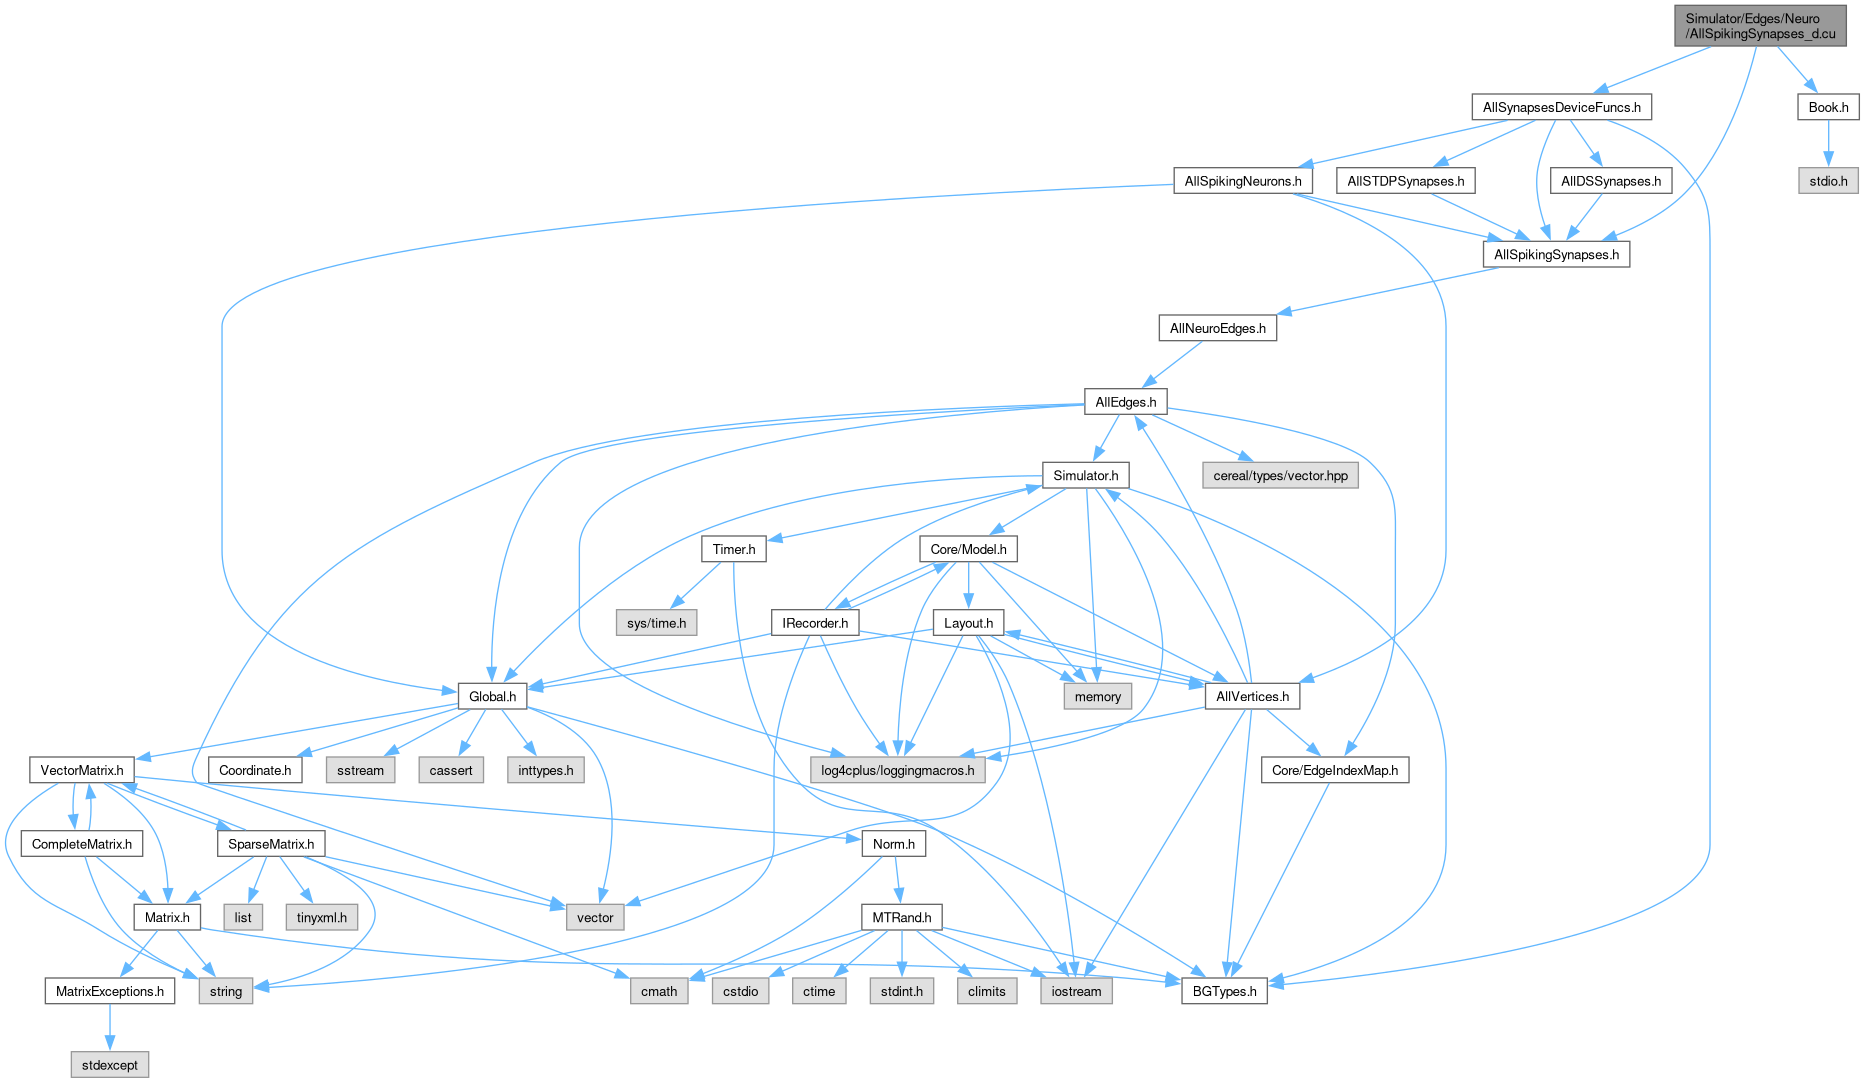 Simulator/Edges/Neuro
/AllSpikingSynapses_d.cu
AllSynapsesDeviceFuncs.h
Book.h
AllSpikingNeurons.h
AllSTDPSynapses.h
AllDSSynapses.h
stdio.h
AllSpikingSynapses.h
AllNeuroEdges.h
AllEdges.h
Simulator.h
cereal/types/vector.hpp
Timer.h
Core/Model.h
sys/time.h
IRecorder.h
Layout.h
Global.h
memory
AllVertices.h
VectorMatrix.h
Coordinate.h
sstream
cassert
inttypes.h
log4cplus/loggingmacros.h
Core/EdgeIndexMap.h
CompleteMatrix.h
SparseMatrix.h
Norm.h
Matrix.h
list
tinyxml.h
vector
MTRand.h
MatrixExceptions.h
string
cmath
cstdio
ctime
stdint.h
climits
iostream
BGTypes.h
stdexcept